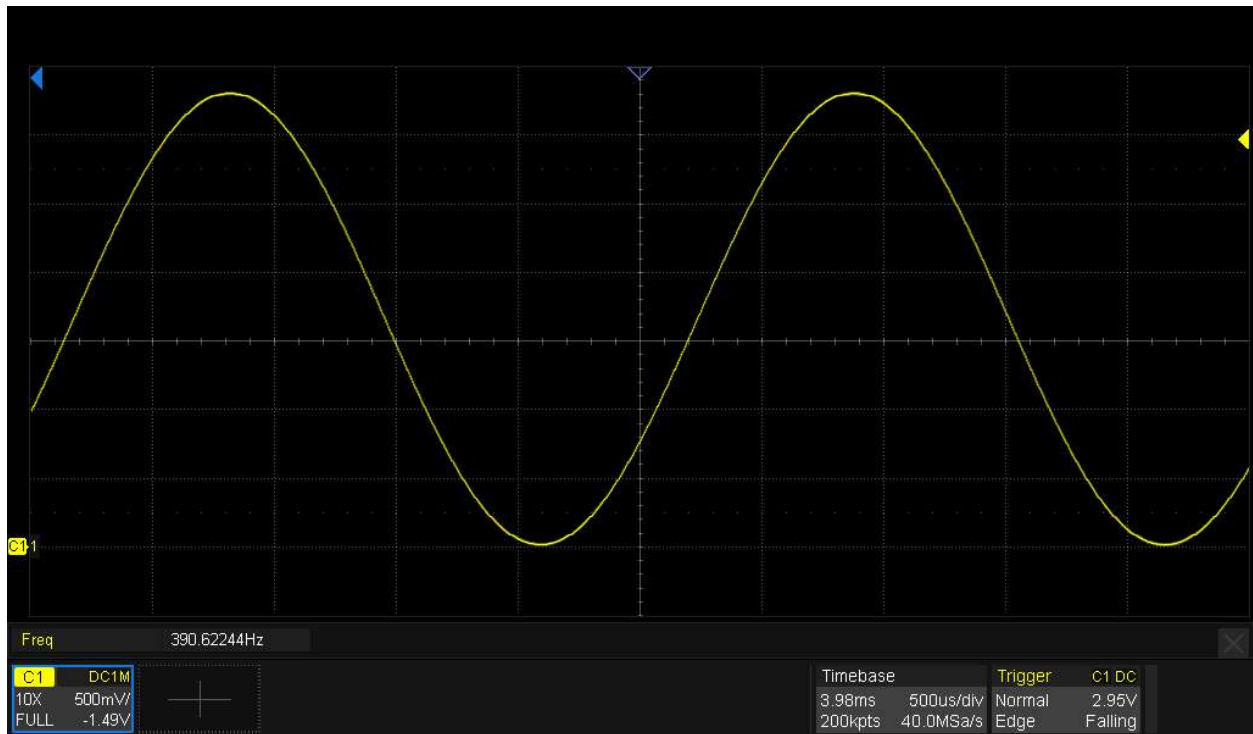 C1 1
Freq 390.62244Hz
C1 DC1M
10X 500mV/
FULL -1.49V
Timebase
3.98ms 500us/div
200kpts 40.0MSa/s
Trigger C1 DC
Normal 2.95V
Edge Falling